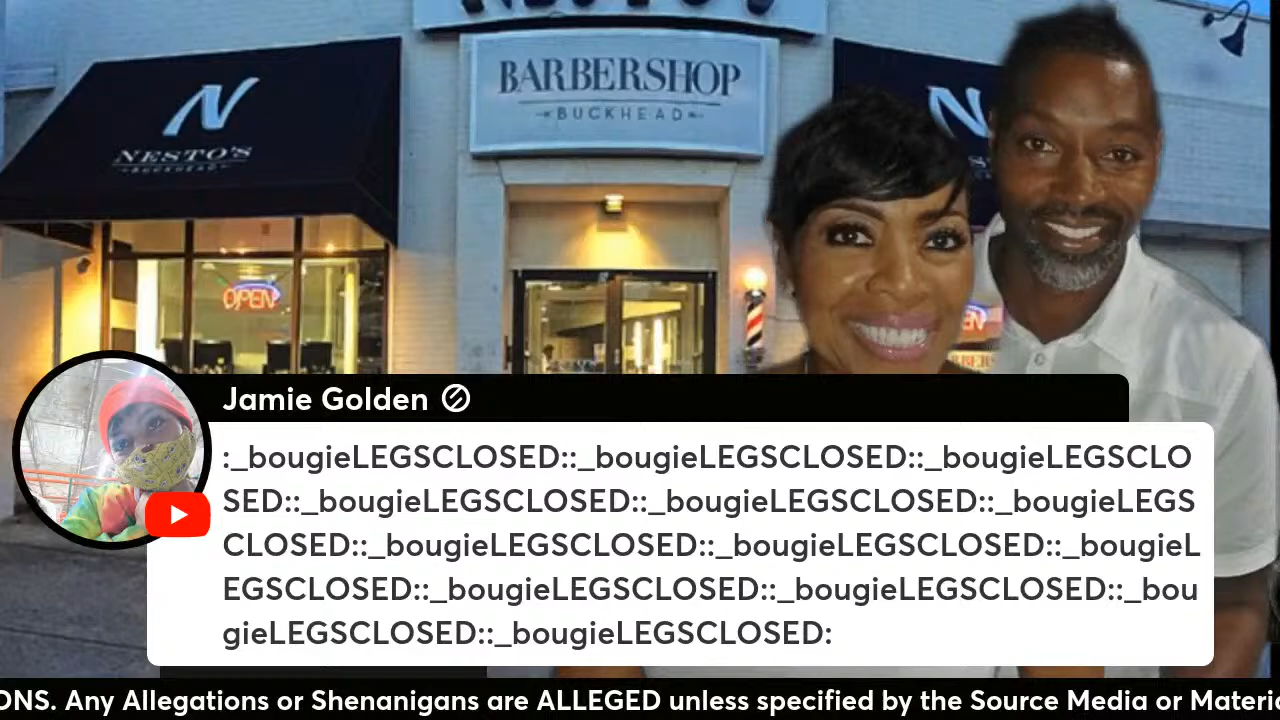 NESTO'S
BARBERSHOP
BUCKHEAD
N
NESTO'S
BUCKHEAD
N
OPEN
Jamie Golden
:_bougieLEGSCLOSED::_bougieLEGSCLOSED::_bougieLEGSCLO
SED::_bougieLEGSCLOSED::_bougieLEGSCLOSED::_bougieLEGS
CLOSED::_bougieLEGSCLOSED::_bougieLEGSCLOSED::_bougieL
EGSCLOSED::_bougieLEGSCLOSED::_bougieLEGSCLOSED::_bou
gieLEGSCLOSED::_bougieLEGSCLOSED:
ONS. Any Allegations or Shenanigans are ALLEGED unless specified by the Source Media or Materic